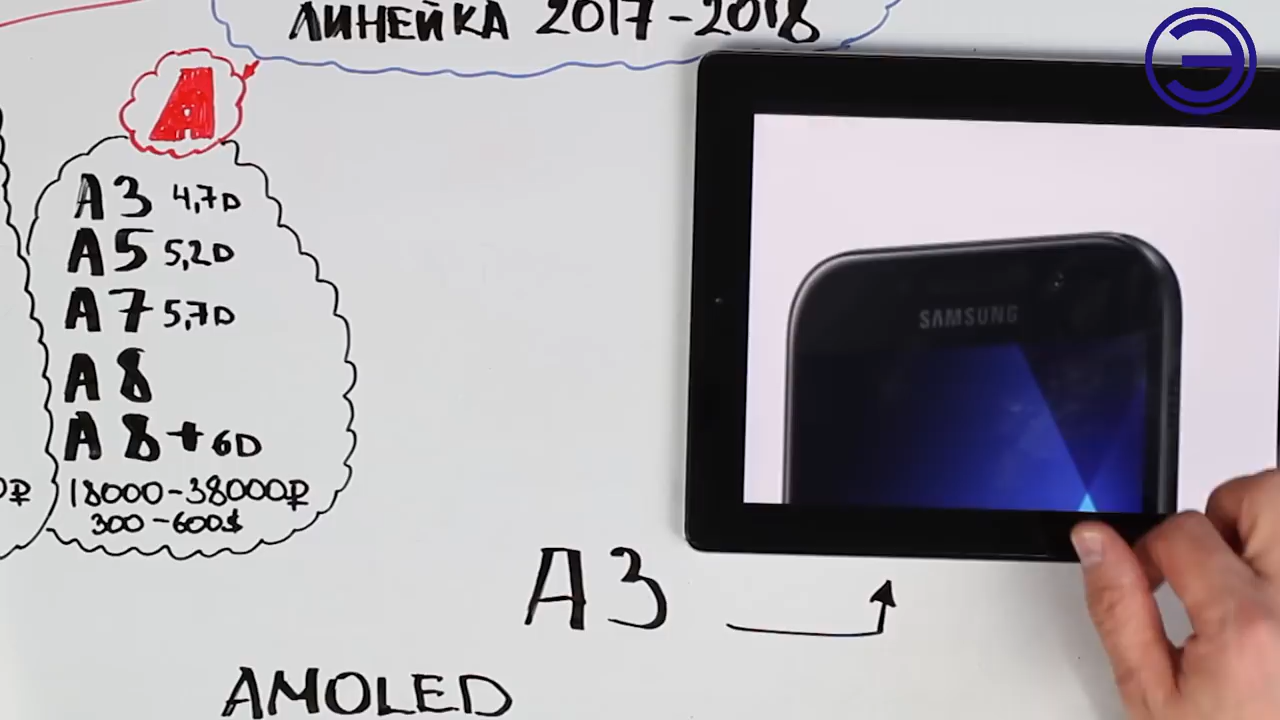 ЛИНЕЙКА 2017-2018
Э
A
A3 4,7D
A5 5,2D
A7 5,7D
A8
A8+ 6D
₽ 18000-38000₽
300-600$
SAMSUNG
A3
AMOLED